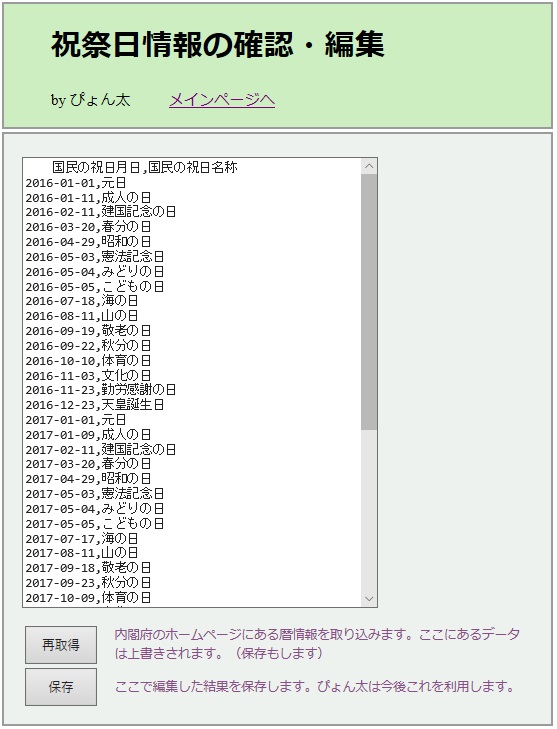 祝祭日情報の確認・編集
by ぴょん太 メインページへ
国民の祝日月日,国民の祝日名称
2016-01-01,元日
2016-01-11,成人の日
2016-02-11,建国記念の日
2016-03-20,春分の日
2016-04-29,昭和の日
2016-05-03,憲法記念日
2016-05-04,みどりの日
2016-05-05,こどもの日
2016-07-18,海の日
2016-08-11,山の日
2016-09-19,敬老の日
2016-09-22,秋分の日
2016-10-10,体育の日
2016-11-03,文化の日
2016-11-23,勤労感謝の日
2016-12-23,天皇誕生日
2017-01-01,元日
2017-01-09,成人の日
2017-02-11,建国記念の日
2017-03-20,春分の日
2017-04-29,昭和の日
2017-05-03,憲法記念日
2017-05-04,みどりの日
2017-05-05,こどもの日
2017-07-17,海の日
2017-08-11,山の日
2017-09-18,敬老の日
2017-09-23,秋分の日
2017-10-09,体育の日
再取得
内閣府のホームページにある暦情報を取り込みます。ここにあるデータ
は上書きされます。（保存もします）
保存
ここで編集した結果を保存します。ぴょん太は今後これを利用します。